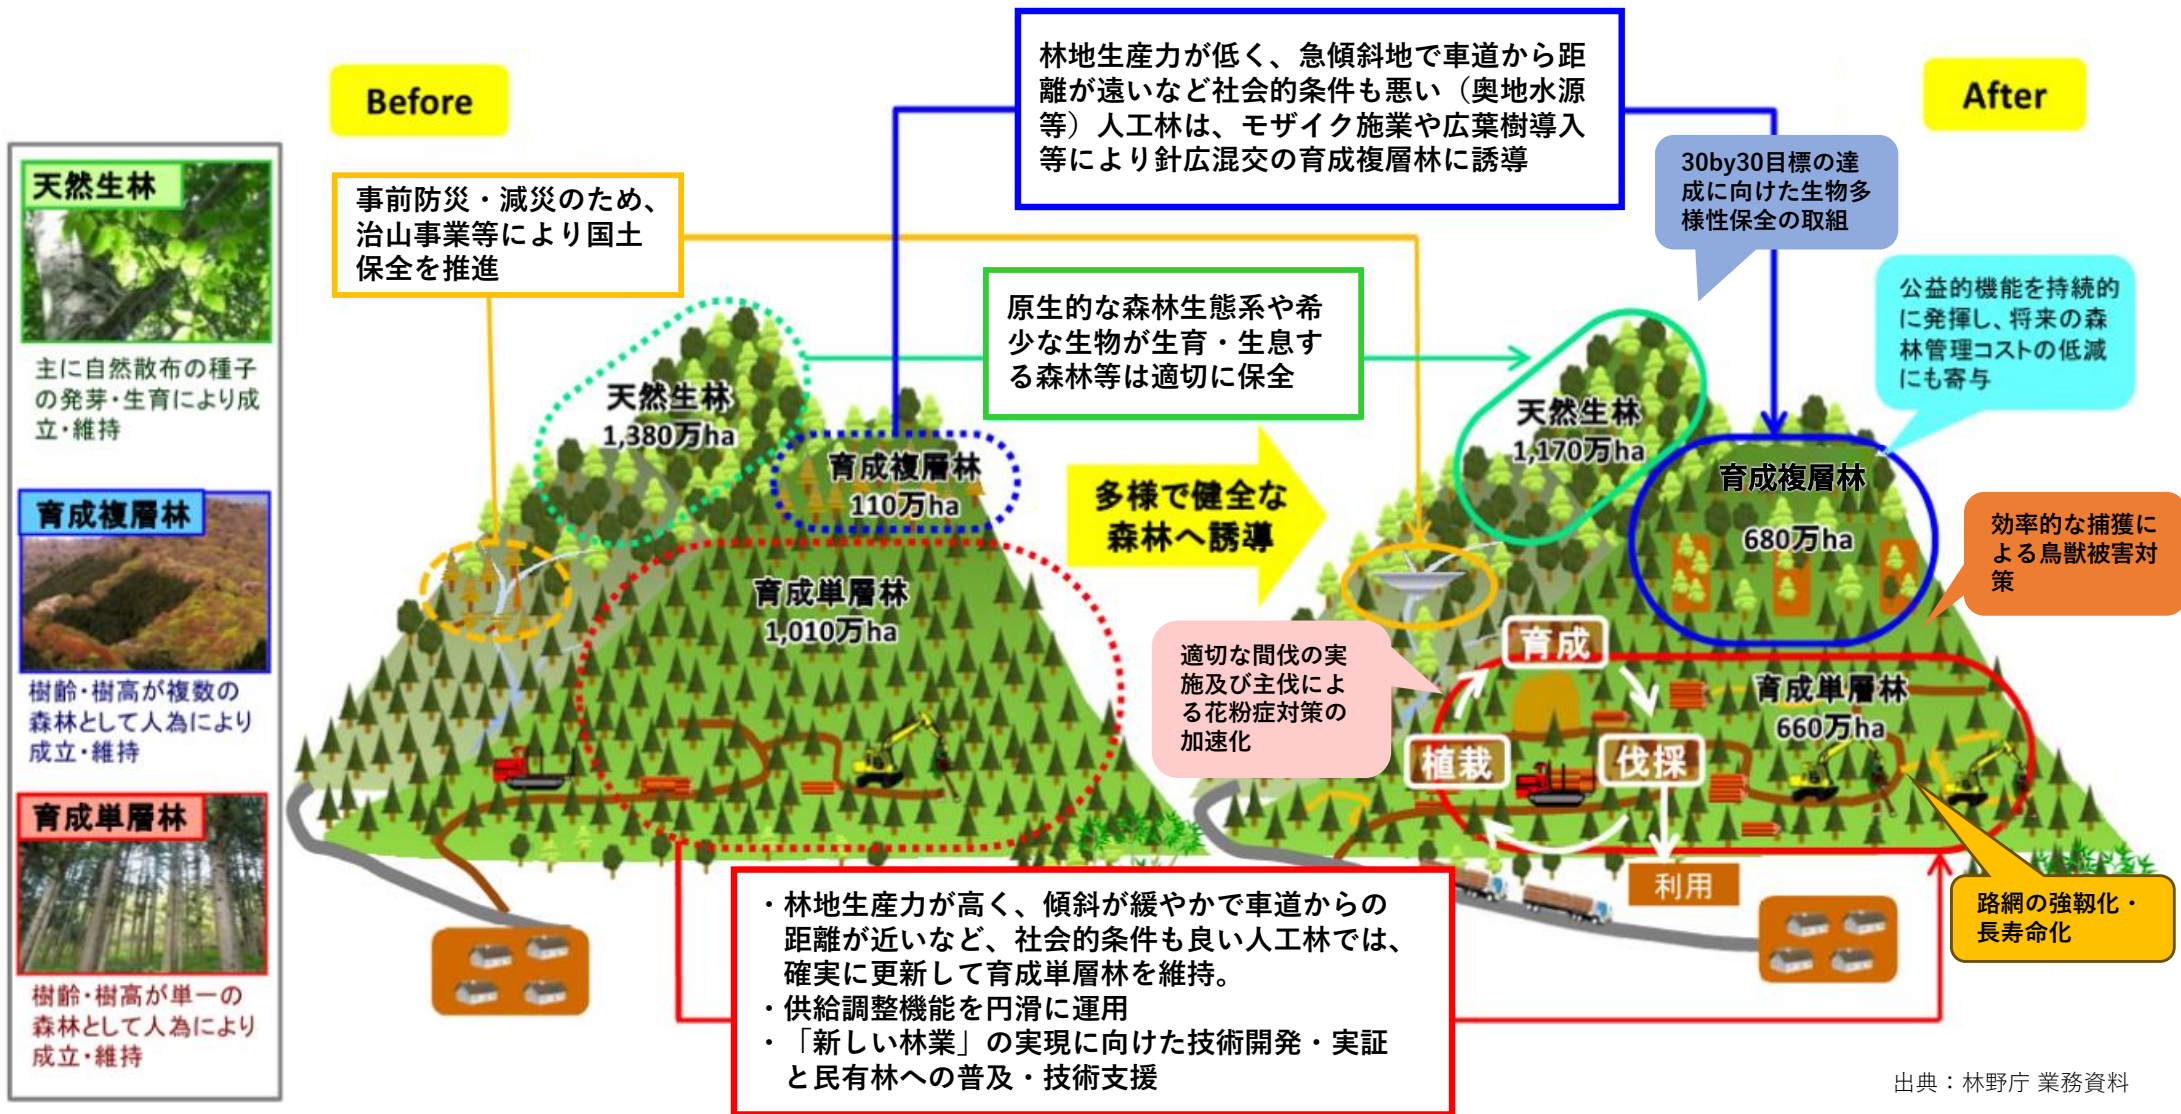 Before
After
天然生林
主に自然散布の種子
の発芽・生育により成
立・維持
育成複層林
樹齢・樹高が複数の
森林として人為により
成立・維持
育成単層林
樹齢・樹高が単一の
森林として人為により
成立・維持
事前防災・減災のため、
治山事業等により国土
保全を推進
林地生産力が低く、急傾斜地で車道から距
離が遠いなど社会的条件も悪い（奥地水源
等）人工林は、モザイク施業や広葉樹導入
等により針広混交の育成複層林に誘導
原生的な森林生態系や希
少な生物が生育・生息す
る森林等は適切に保全
天然生林
1,380万ha
育成複層林
110万ha
育成単層林
1,010万ha
多様で健全な
森林へ誘導
30by30目標の達
成に向けた生物多
様性保全の取組
公益的機能を持続的
に発揮し、将来の森
林管理コストの低減
にも寄与
天然生林
1,170万ha
育成複層林
680万ha
効率的な捕獲に
よる鳥獣被害対
策
適切な間伐の実
施及び主伐によ
る花粉症対策の
加速化
育成
植栽
伐採
利用
育成単層林
660万ha
路網の強靱化・
長寿命化
・林地生産力が高く、傾斜が緩やかで車道からの
距離が近いなど、社会的条件も良い人工林では、
確実に更新して育成単層林を維持。
・供給調整機能を円滑に運用
・「新しい林業」の実現に向けた技術開発・実証
と民有林への普及・技術支援
出典：林野庁 業務資料